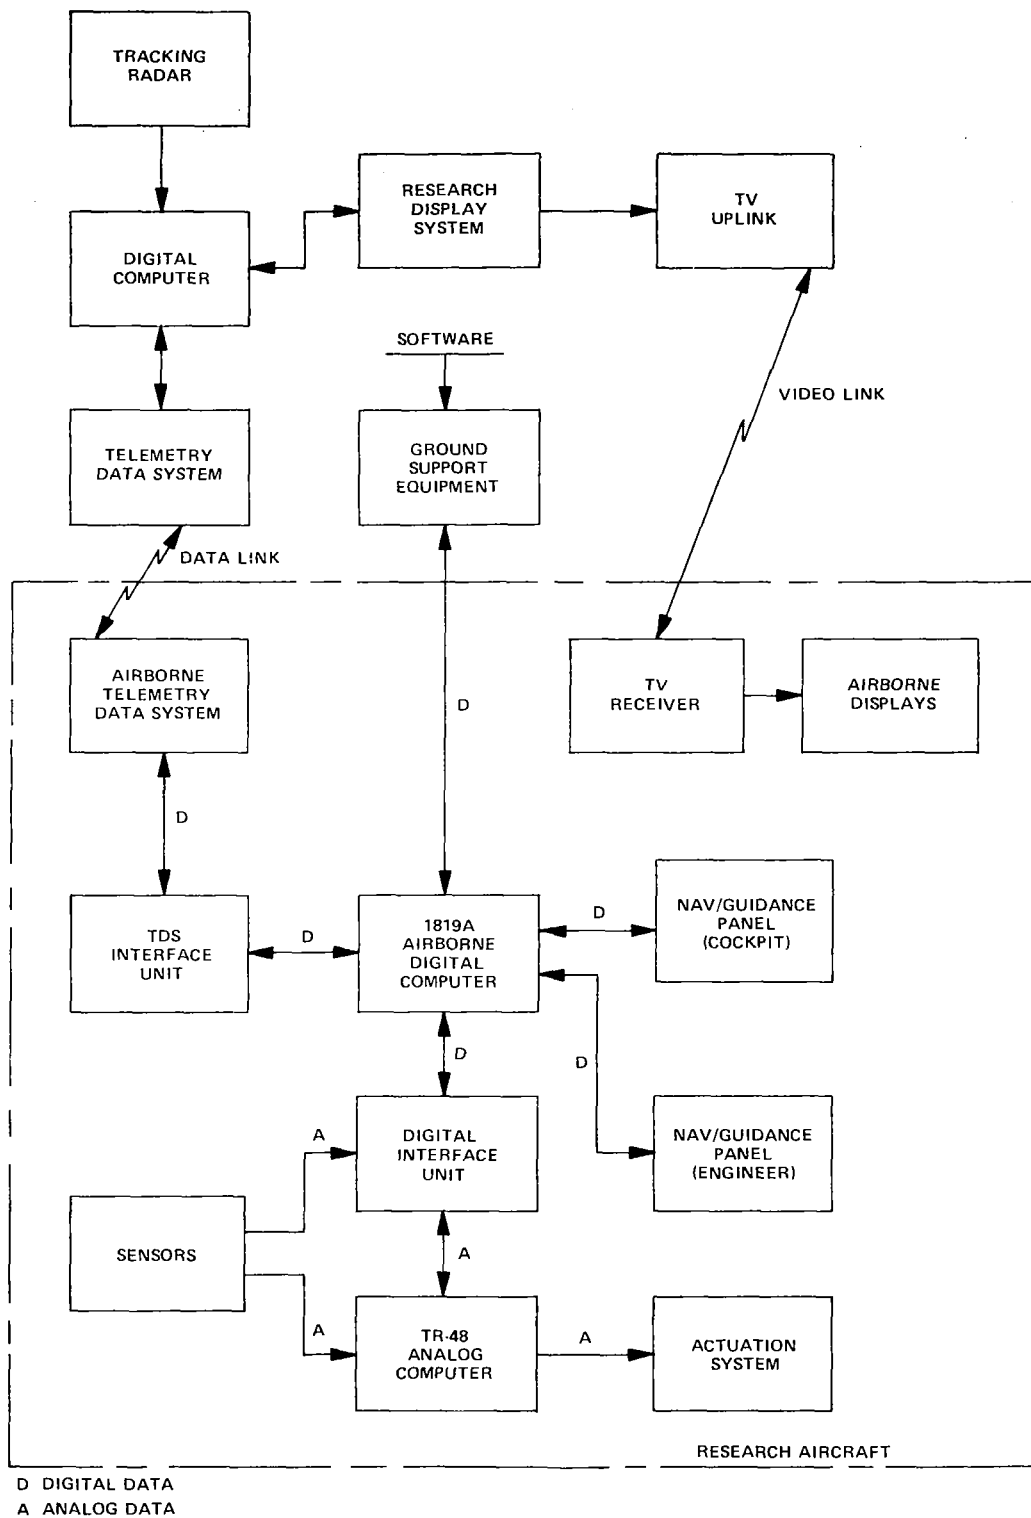 TRACKING
RADAR
RESEARCH
DISPLAY
SYSTEM
TV
UPLINK
DIGITAL
COMPUTER
SOFTWARE
VIDEO LINK
TELEMETRY
DATA SYSTEM
GROUND
SUPPORT
EQUIPMENT
DATA LINK
AIRBORNE
TELEMETRY
DATA SYSTEM
D
TV
RECEIVER
AIRBORNE
DISPLAYS
D
TDS
INTERFACE
UNIT
D
1819A
AIRBORNE
DIGITAL
COMPUTER
D
NAV/GUIDANCE
PANEL
(COCKPIT)
D
D
A
DIGITAL
INTERFACE
UNIT
NAV/GUIDANCE
PANEL
(ENGINEER)
SENSORS
A
A
TR-48
ANALOG
COMPUTER
A
ACTUATION
SYSTEM
RESEARCH AIRCRAFT
D DIGITAL DATA
A ANALOG DATA